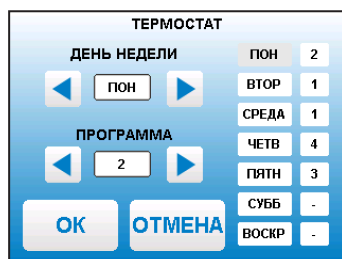 ТЕРМОСТАТ
ДЕНЬ НЕДЕЛИ
ПОН
ПРОГРАММА
2
ОК
ОТМЕНА
ПОН 2
ВТОР 1
СРЕДА 1
ЧЕТВ 4
ПЯТН 3
СУББ -
ВОСКР -